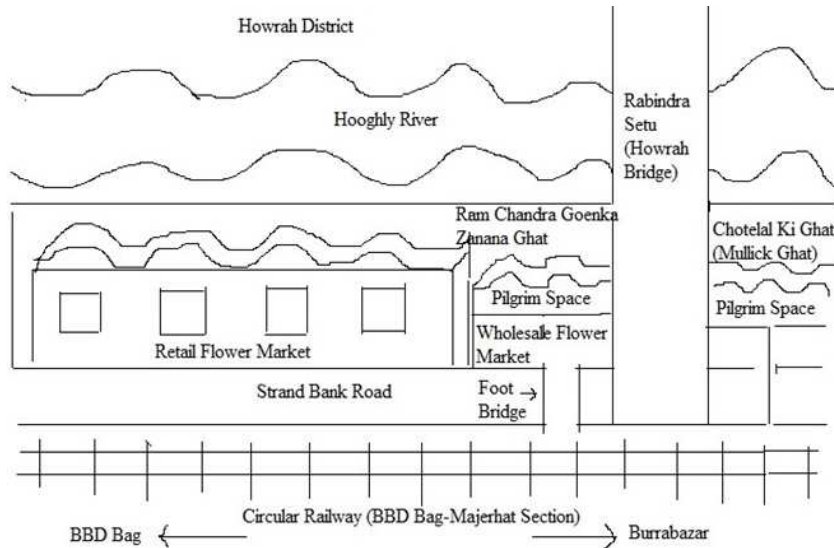 Howrah District
Hooghly River
Rabindra
Setu
(Howrah
Bridge)
Ram Chandra Goenka
Zanana Ghat
Chotelal Ki Ghat
(Mullick Ghat)
Pilgrim Space
Pilgrim Space
Retail Flower Market
Wholesale Flower
Market
Strand Bank Road
Foot
Bridge
Circular Railway (BBD Bag-Majerhat Section)
BBD Bag
Burrabazar